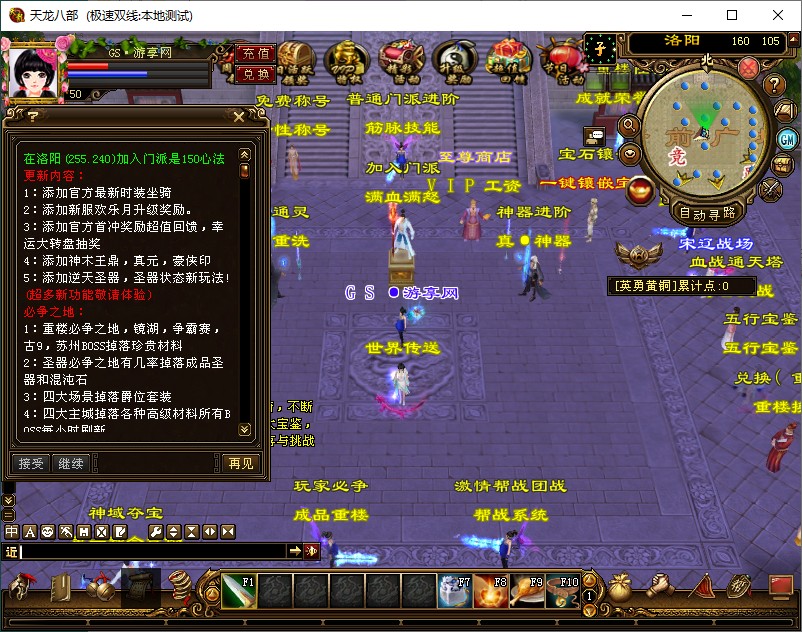 天龙八部 (极速双线:本地测试)
GS·游享网
50
充值
兑换
洛阳 160 105
北
GM
自动寻路
免费称号
普通门派进阶
筋脉技能
加入门派
至尊商店
满血满怒
VIP工资
宝石镶
一键镶嵌宝
神器进阶
真●神器
通灵
重洗
宋辽战场
血战通天塔
[英勇黄铜]累计点:0
GS●游享网
世界传送
五行宝鉴
五行宝鉴
兑换(重
?
在洛阳(255.240)加入门派是150心法
更新内容:
1:添加官方最新时装坐骑
2:添加新服欢乐月升级奖励。
3:添加官方首冲奖励超值回馈,幸
运大转盘抽奖
4:添加神木王鼎,真元,豪侠印
5:添加逆天圣器,圣器状态新玩法!
(超多新功能敬请体验)
必争之地:
1:重楼必争之地,镜湖,争霸赛,
古9,苏州BOSS掉落珍贵材料
2:圣器必争之地有几率掉落成品圣
器和混沌石
3:四大场景掉落爵位套装
4:四大主城掉落各种高级材料所有B
OSS每小时刷新
接受
继续
再见
,不断
宝鉴,
与挑战
玩家必争
成品重楼
激情帮战团战
帮战系统
神域夺宝
近
F1
F7
F8
F9
F10
1